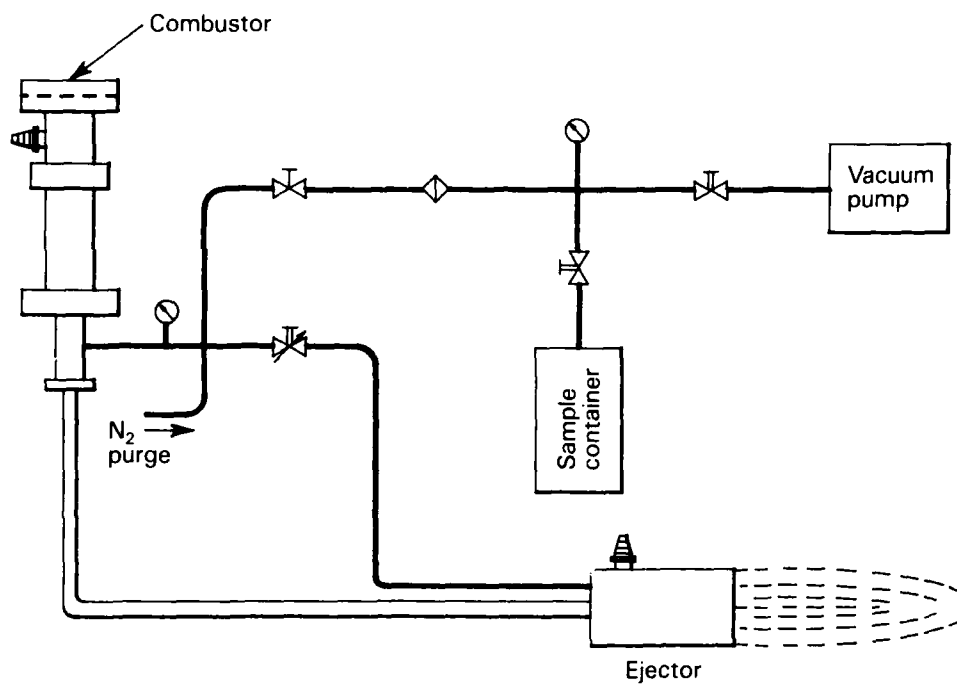 Combustor
Vacuum
pump
N₂
purge
Sample
container
Ejector